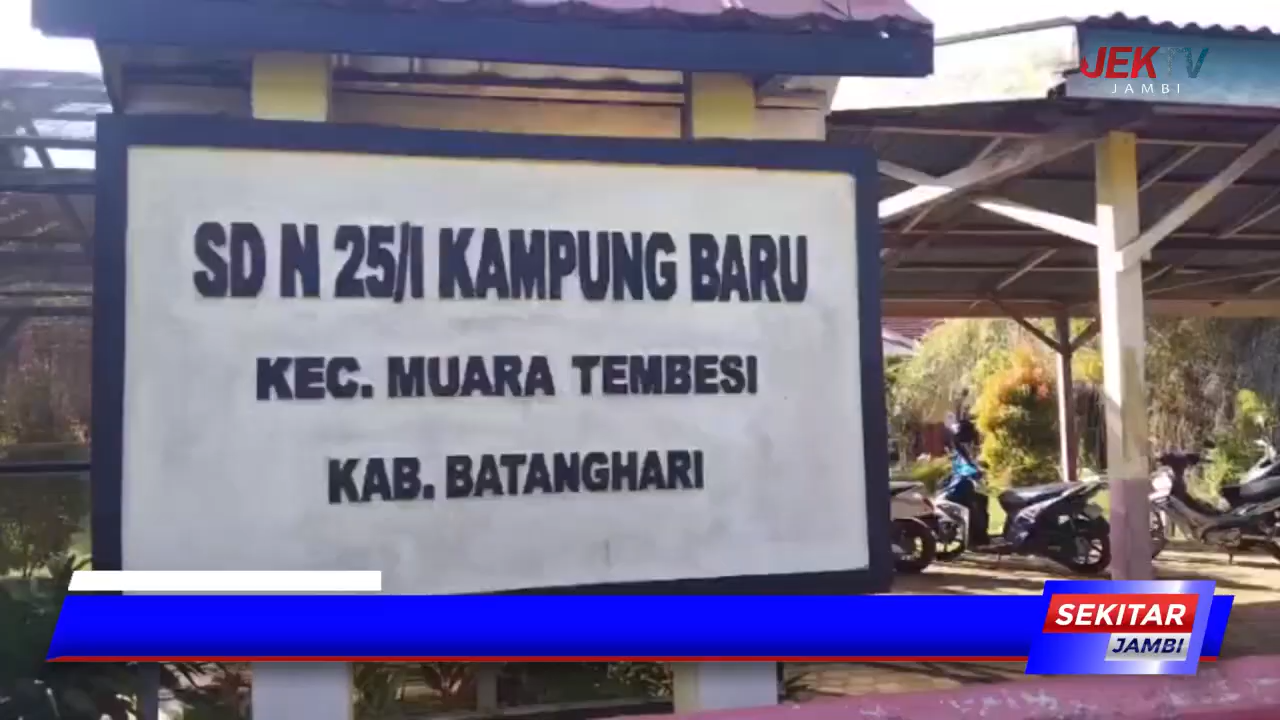 JEKTV
JAMBI
SD N 25/I KAMPUNG BARU
KEC. MUARA TEMBESI
KAB. BATANGHARI
SEKITAR
JAMBI